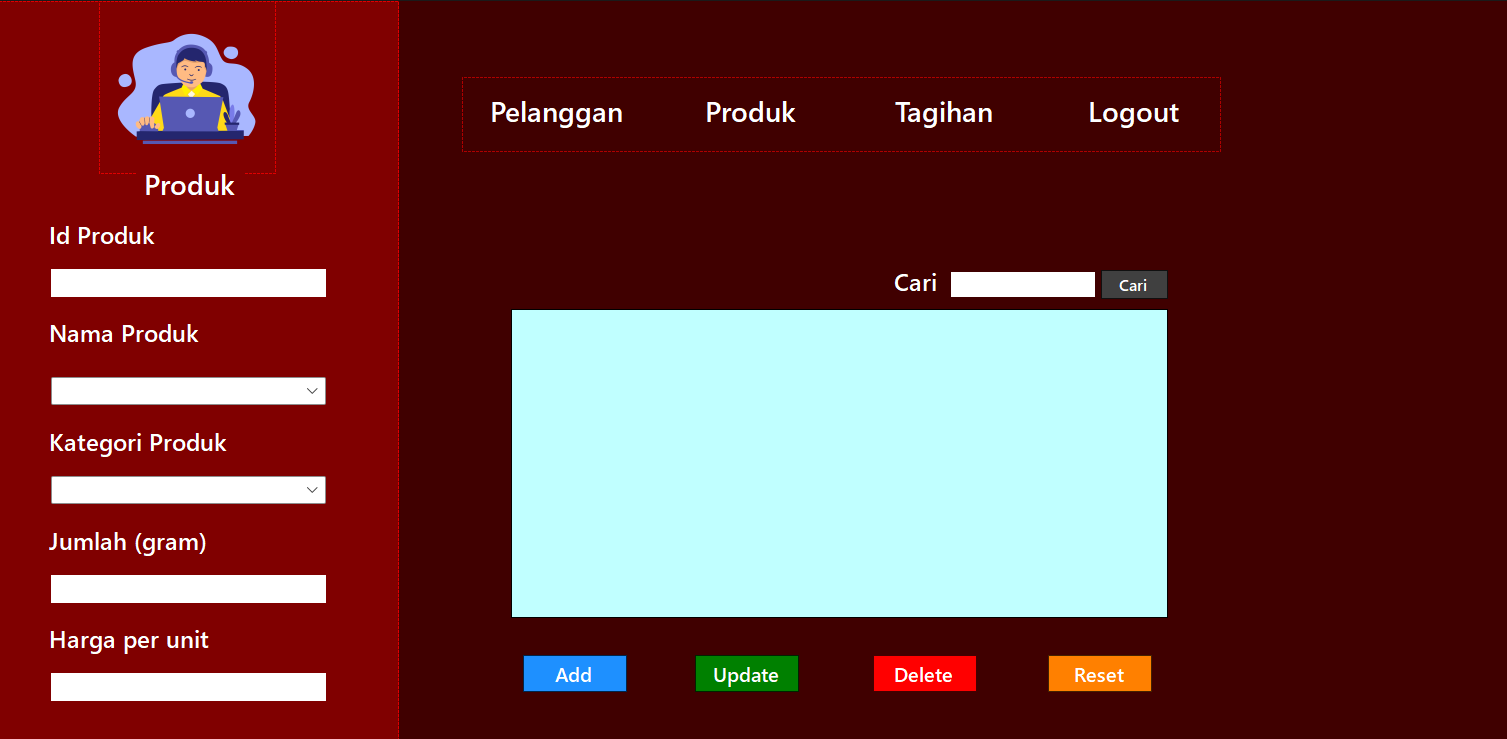 Produk
Id Produk
Nama Produk
Kategori Produk
Jumlah (gram)
Harga per unit
Pelanggan Produk Tagihan Logout
Cari Cari
Add Update Delete Reset